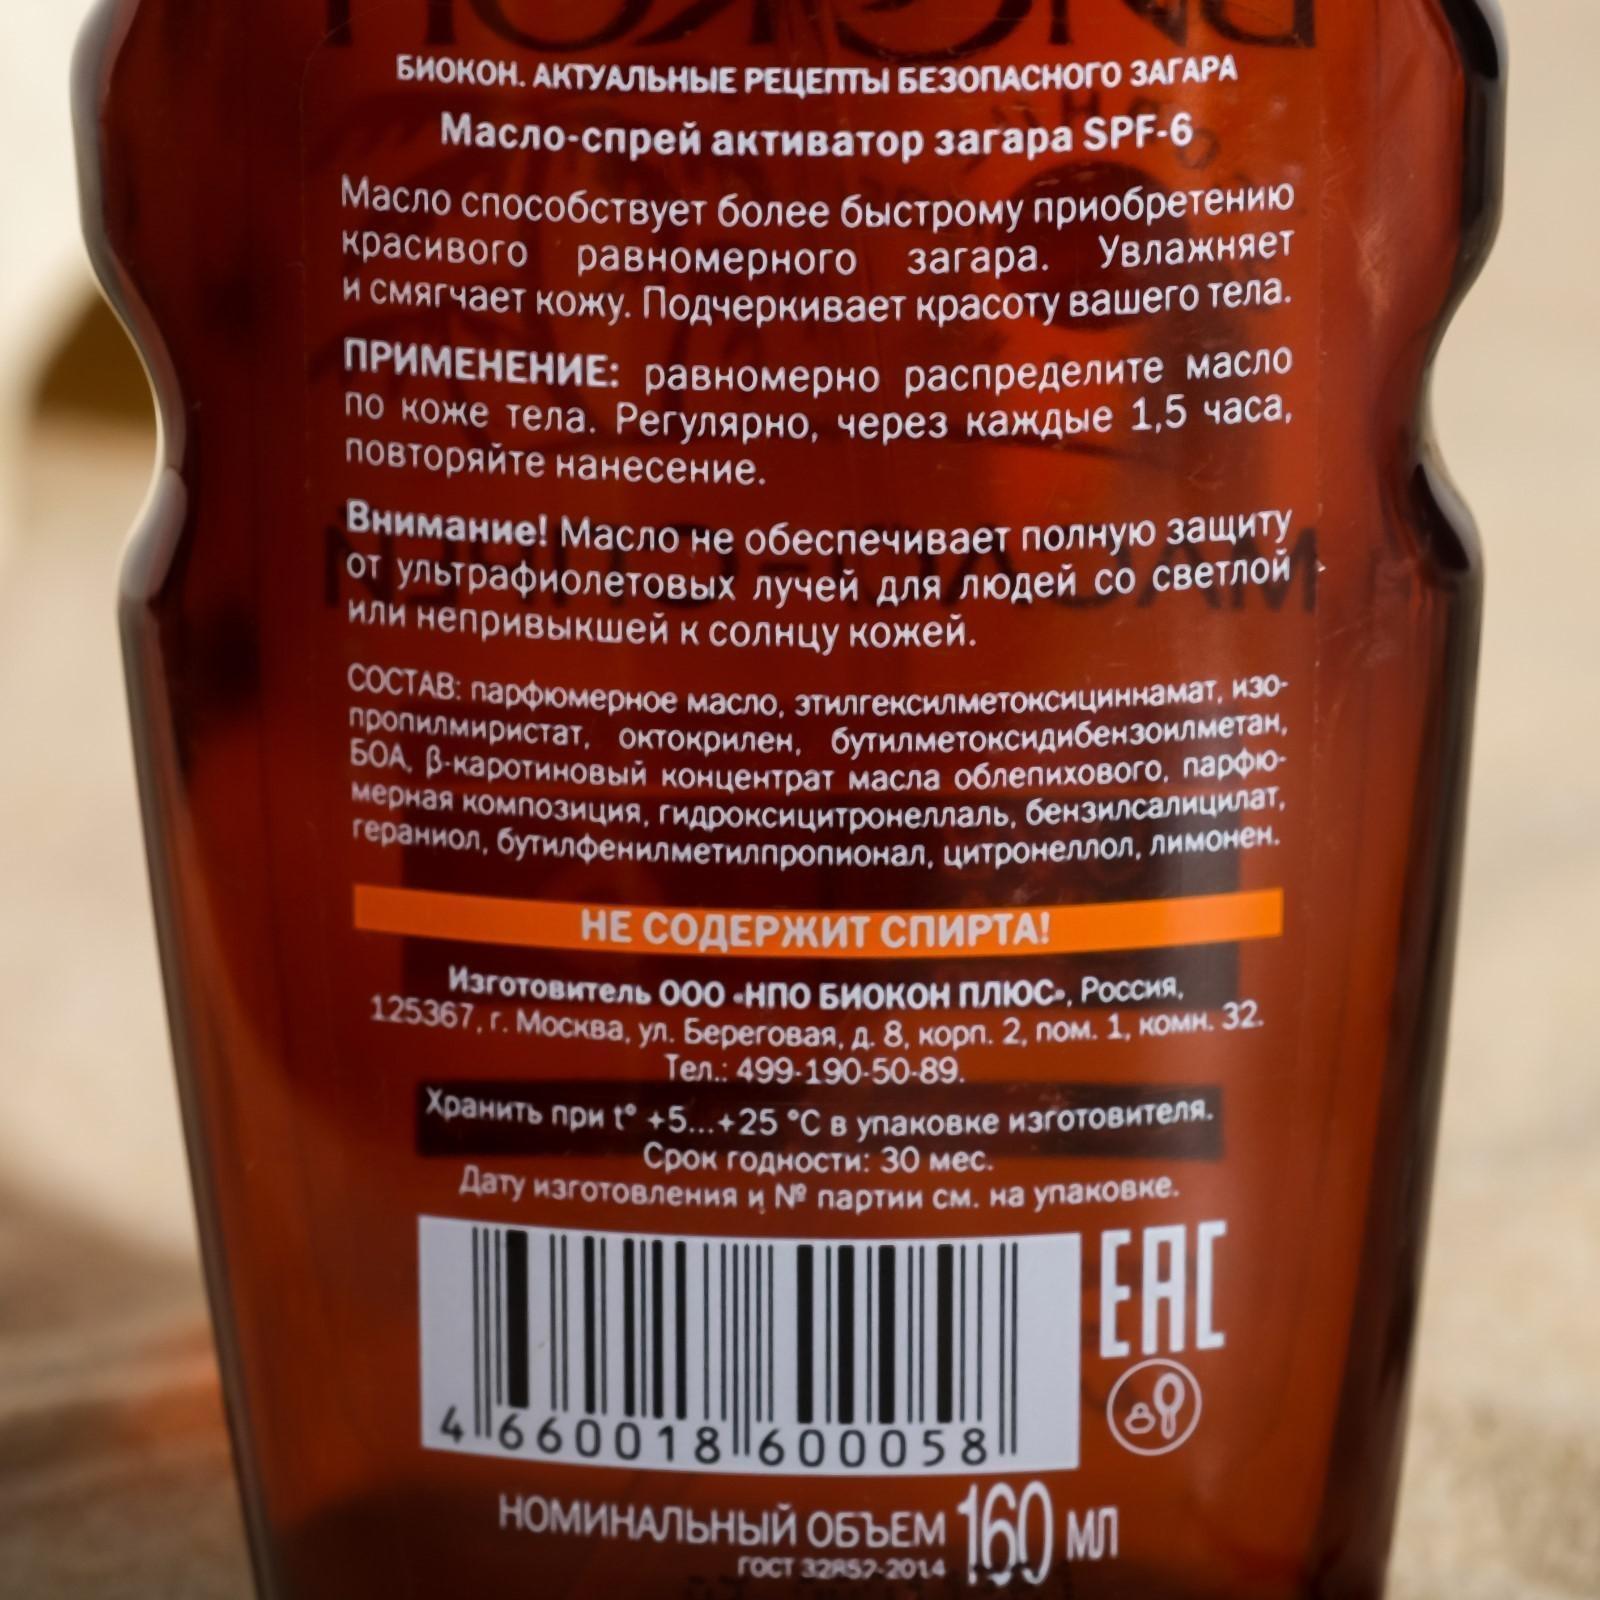 БИОКОН. АКТУАЛЬНЫЕ РЕЦЕПТЫ БЕЗОПАСНОГО ЗАГАРА
Масло-спрей активатор загара SPF-6
Масло способствует более быстрому приобретению
красивого равномерного загара. Увлажняет
и смягчает кожу. Подчеркивает красоту вашего тела.
ПРИМЕНЕНИЕ: равномерно распределите масло
по коже тела. Регулярно, через каждые 1,5 часа,
повторяйте нанесение.
Внимание! Масло не обеспечивает полную защиту
от ультрафиолетовых лучей для людей со светлой
или непривыкшей к солнцу кожей.
СОСТАВ: парфюмерное масло, этилгексилметоксициннамат, изо-
пропилмиристат, октокрилен, бутилметоксидибензоилметан,
БОА, β-каротиновый концентрат масла облепихового, парфю-
мерная композиция, гидроксицитронеллаль, бензилсалицилат,
гераниол, бутилфенилметилпропионал, цитронеллол, лимонен.
НЕ СОДЕРЖИТ СПИРТА!
Изготовитель ООО «НПО БИОКОН ПЛЮС», Россия,
125367, г. Москва, ул. Береговая, д. 8, корп. 2, пом. 1, комн. 32.
Тел.: 499-190-50-89.
Хранить при t° +5...+25 °C в упаковке изготовителя.
Срок годности: 30 мес.
Дату изготовления и № партии см. на упаковке.
EAC
4 660018 600058
НОМИНАЛЬНЫЙ ОБЪЕМ 160 МЛ
ГОСТ 32852-2014